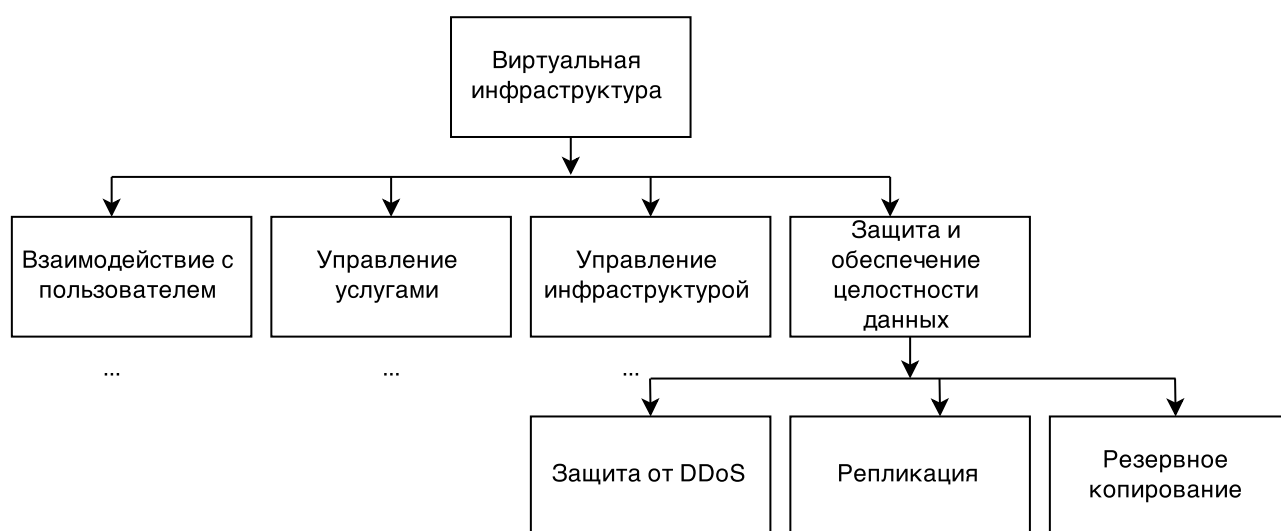 Виртуальная
инфраструктура
Взаимодействие с
пользователем
Управление
услугами
Управление
инфраструктурой
Защита и
обеспечение
целостности
данных
...
...
...
Защита от DDoS
Репликация
Резервное
копирование